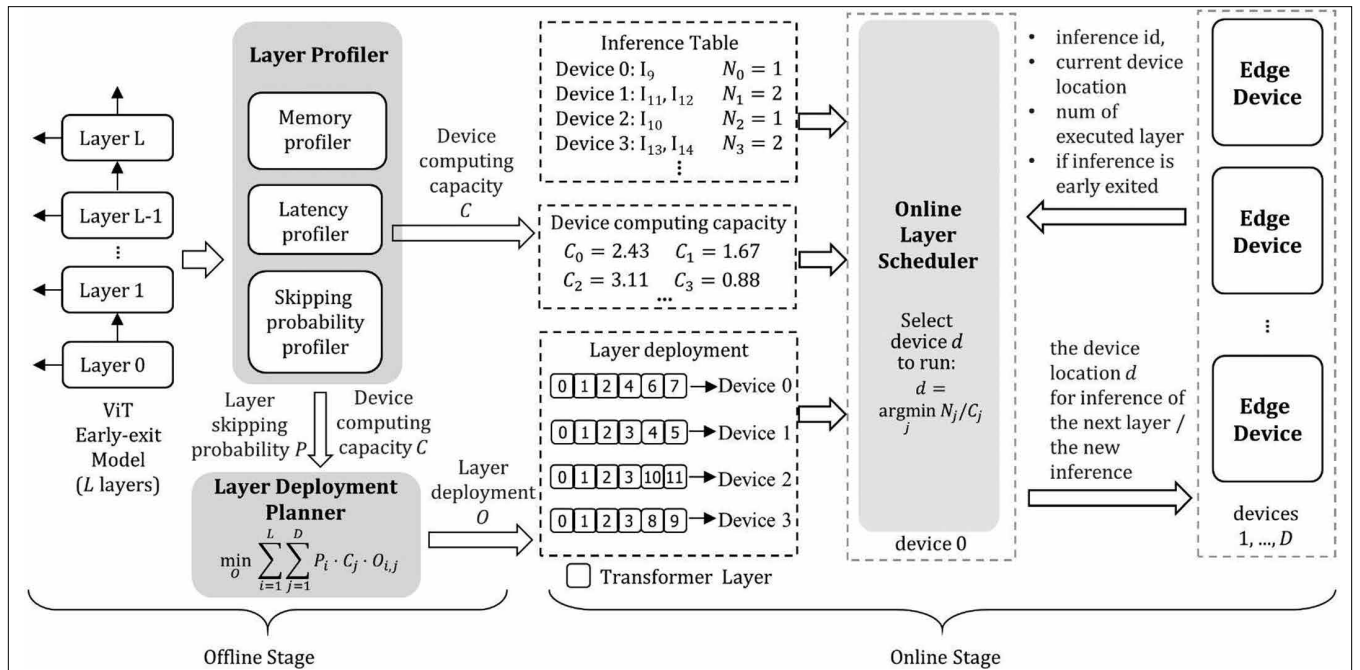 Layer L
Layer L-1
⋮
Layer 1
Layer 0
ViT
Early-exit
Model
(L layers)
Layer Profiler
Memory
profiler
Latency
profiler
Skipping
probability
profiler
Device
computing
capacity
C
Layer
skipping
probability P
Device
computing
capacity C
Layer Deployment
Planner
min_O ∑_{i=1}^{L} ∑_{j=1}^{D} P_i · C_j · O_{i,j}
Layer
deployment
O
Offline Stage
Inference Table
Device 0: I₉ N₀ = 1
Device 1: I₁₁, I₁₂ N₁ = 2
Device 2: I₁₀ N₂ = 1
Device 3: I₁₃, I₁₄ N₃ = 2
⋮
Device computing capacity
C₀ = 2.43 C₁ = 1.67
C₂ = 3.11 C₃ = 0.88
...
Layer deployment
0 1 2 4 6 7 Device 0
0 1 2 3 4 5 Device 1
0 1 2 3 10 11 Device 2
0 1 2 3 8 9 Device 3
Transformer Layer
Online
Layer
Scheduler
Select
device d
to run:
d =
argmin_j N_j/C_j
device 0
• inference id,
• current device
location
• num of
executed layer
• if inference is
early exited
the device
location d
for inference of
the next layer /
the new
inference
Edge
Device
Edge
Device
⋮
Edge
Device
devices
1, ..., D
Online Stage